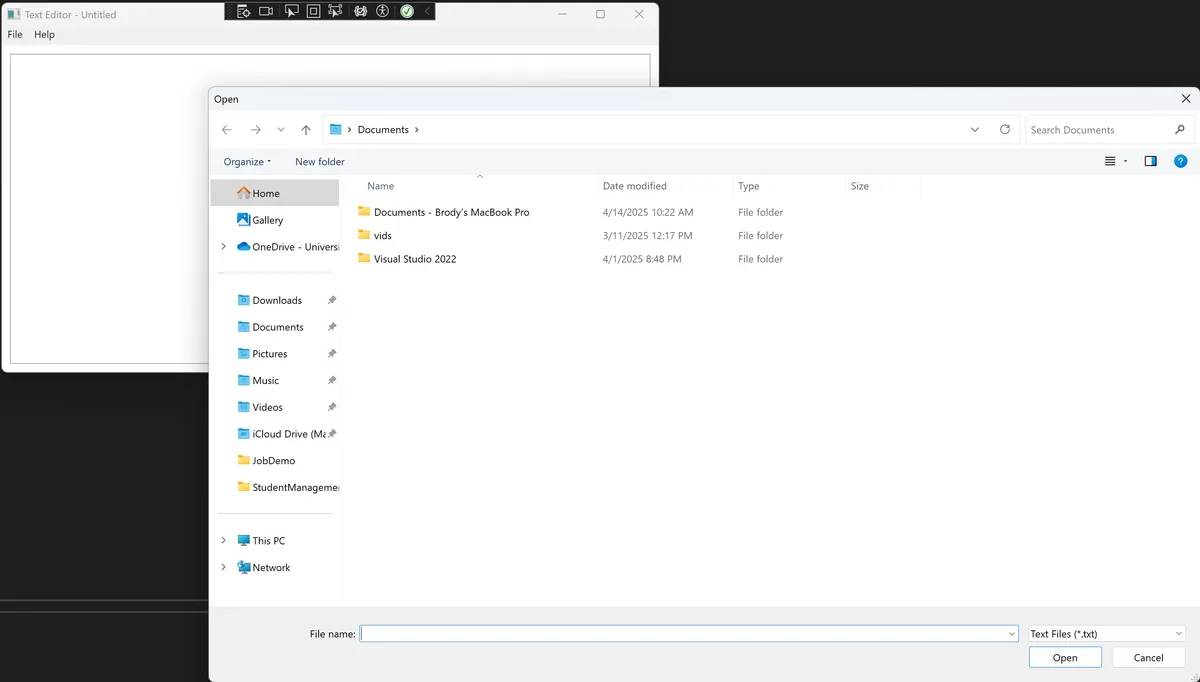 Text Editor - Untitled
File Help
Open
Documents
Search Documents
Organize New folder
Name Date modified Type Size
Home
Gallery
OneDrive - Universi
Downloads
Documents
Pictures
Music
Videos
iCloud Drive (Ma
JobDemo
StudentManagemen
This PC
Network
Documents - Brody's MacBook Pro 4/14/2025 10:22 AM File folder
vids 3/11/2025 12:17 PM File folder
Visual Studio 2022 4/1/2025 8:48 PM File folder
File name: Text Files (*.txt)
Open Cancel